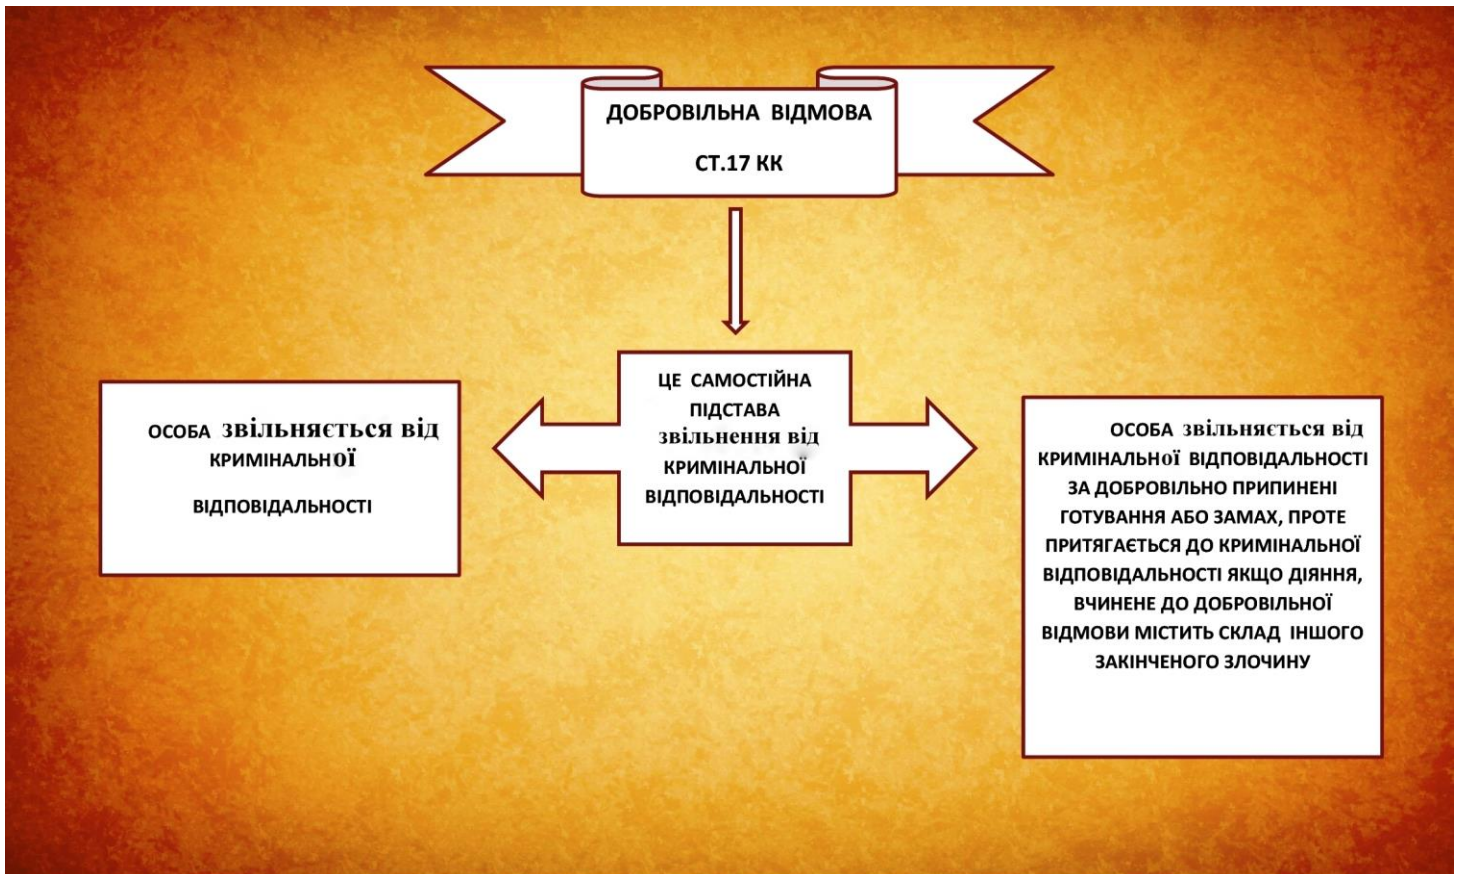 ДОБРОВІЛЬНА ВІДМОВА
СТ.17 КК
ЦЕ САМОСТІЙНА
ПІДСТАВА
звільнення від
КРИМІНАЛЬНОЇ
ВІДПОВІДАЛЬНОСТІ
ОСОБА звільняється від
КРИМІНАЛЬНОЇ
ВІДПОВІДАЛЬНОСТІ
ОСОБА звільняється від
КРИМІНАЛЬНОЇ ВІДПОВІДАЛЬНОСТІ
ЗА ДОБРОВІЛЬНО ПРИПИНЕНІ
ГОТУВАННЯ АБО ЗАМАХ, ПРОТЕ
ПРИТЯГАЄТЬСЯ ДО КРИМІНАЛЬНОЇ
ВІДПОВІДАЛЬНОСТІ ЯКЩО ДІЯННЯ,
ВЧИНЕНЕ ДО ДОБРОВІЛЬНОЇ
ВІДМОВИ МІСТИТЬ СКЛАД ІНШОГО
ЗАКІНЧЕНОГО ЗЛОЧИНУ